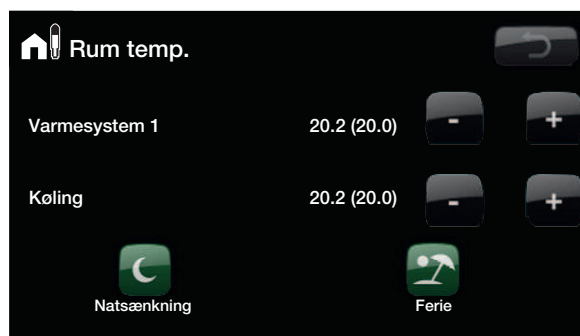 Rum temp.
Varmesystem 1 20.2 (20.0) - +
Køling 20.2 (20.0) - +
Natsænkning Ferie